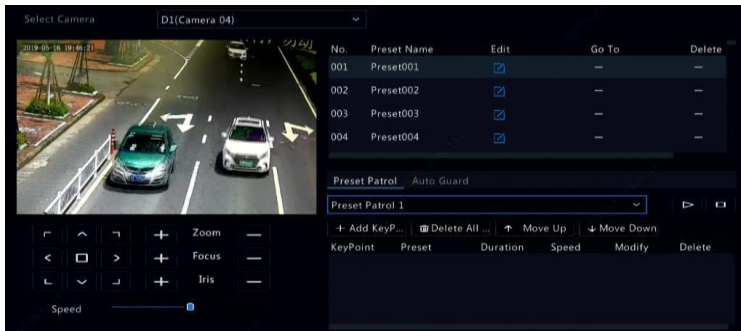 Select Camera
D1(Camera 04)
2019-05-16 19:46:21
No. Preset Name Edit Go To Delete
001 Preset001
002 Preset002
003 Preset003
004 Preset004
Preset Patrol Auto Guard
Preset Patrol 1
+ Add KeyP... Delete All ... ↑ Move Up ↓ Move Down
KeyPoint Preset Duration Speed Modify Delete
Zoom
Focus
Iris
Speed